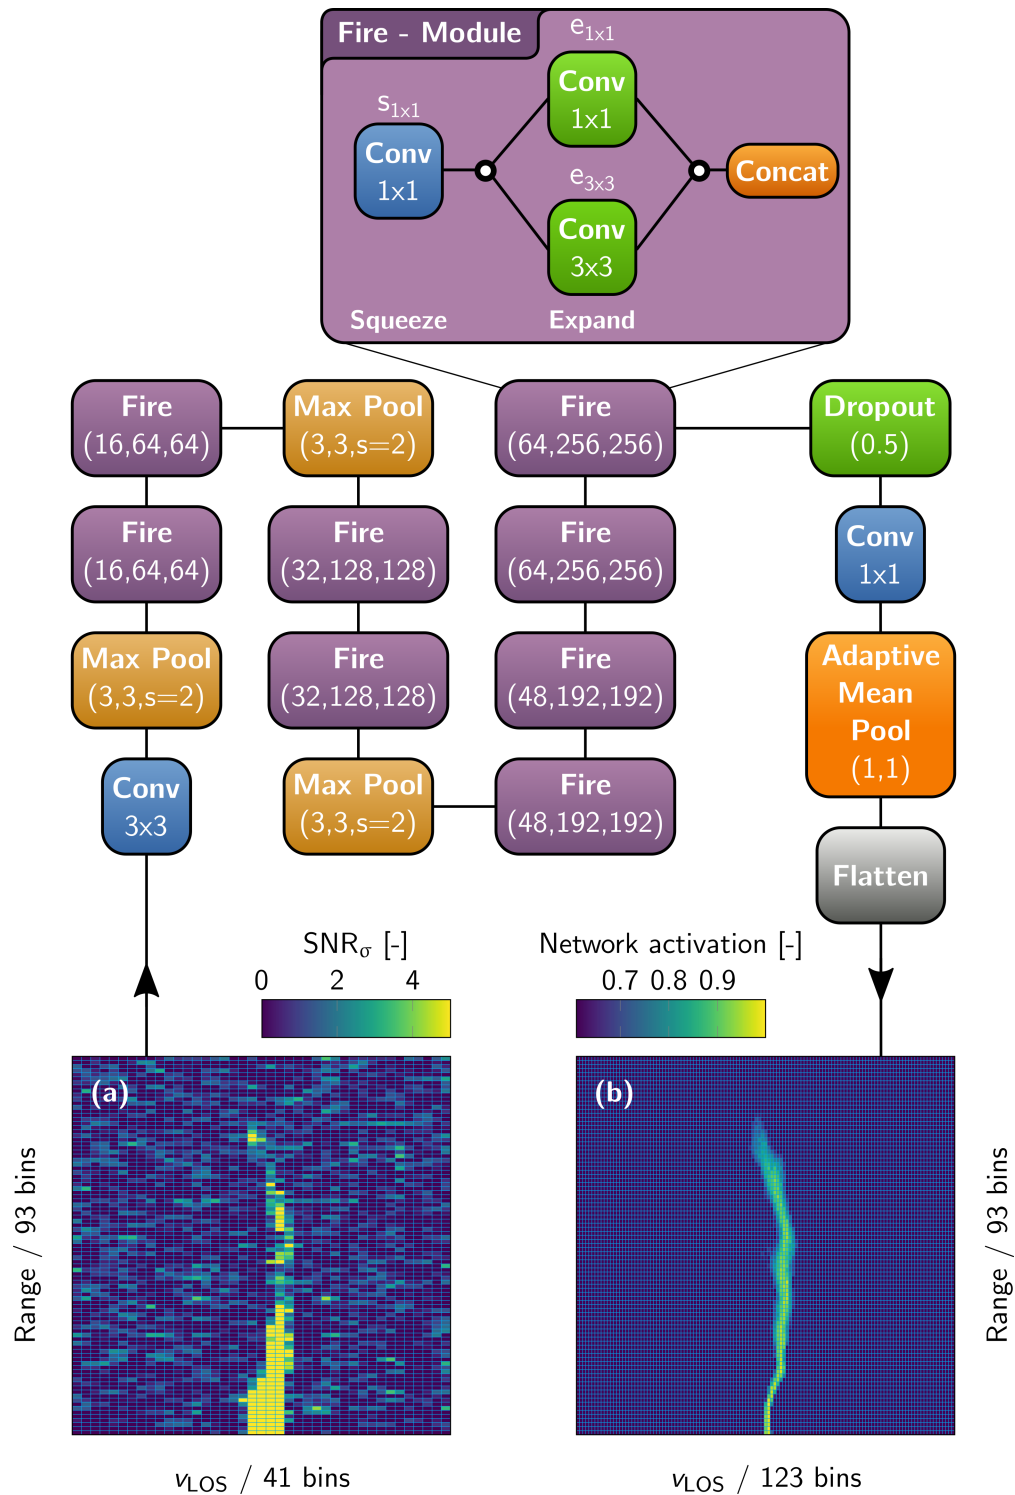 Fire - Module
s1x1
Conv
1x1
e1x1
Conv
1x1
e3x3
Conv
3x3
Concat
Squeeze
Expand
Fire
(16,64,64)
Max Pool
(3,3,s=2)
Fire
(64,256,256)
Dropout
(0.5)
Fire
(16,64,64)
Fire
(32,128,128)
Fire
(64,256,256)
Conv
1x1
Max Pool
(3,3,s=2)
Fire
(32,128,128)
Fire
(48,192,192)
Adaptive
Mean
Pool
(1,1)
Conv
3x3
Max Pool
(3,3,s=2)
Fire
(48,192,192)
Flatten
SNRσ [-]
0 2 4
Network activation [-]
0.7 0.8 0.9
(a)
(b)
Range / 93 bins
Range / 93 bins
vLOS / 41 bins
vLOS / 123 bins